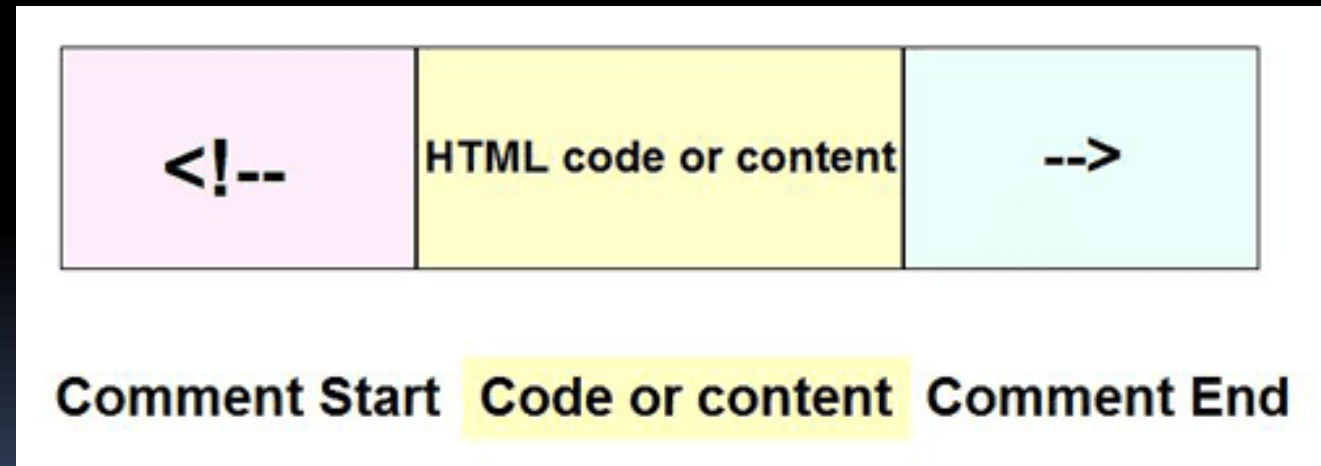 <!-- HTML code or content -->
Comment Start Code or content Comment End